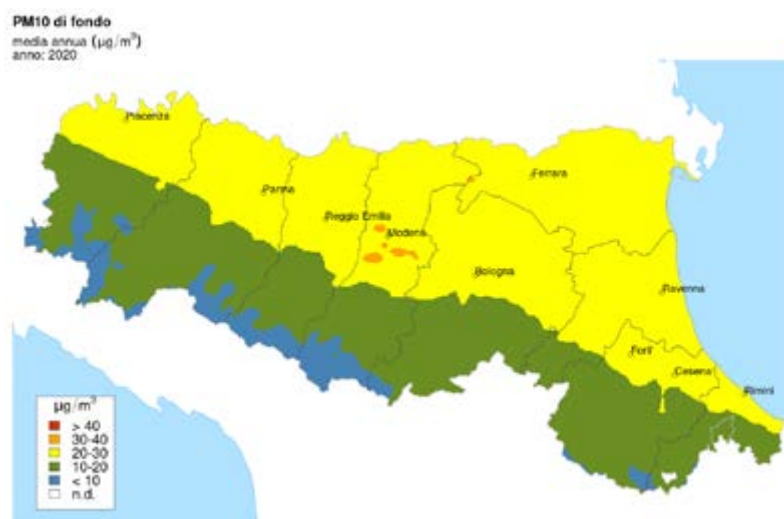 PM10 di fondo
media annua (µg/m³)
anno: 2020
Piacenza
Parma
Reggio Emilia
Modena
Ferrara
Bologna
Ravenna
Forlì
Cesena
Rimini
µg/m³
> 40
30-40
20-30
10-20
< 10
n.d.